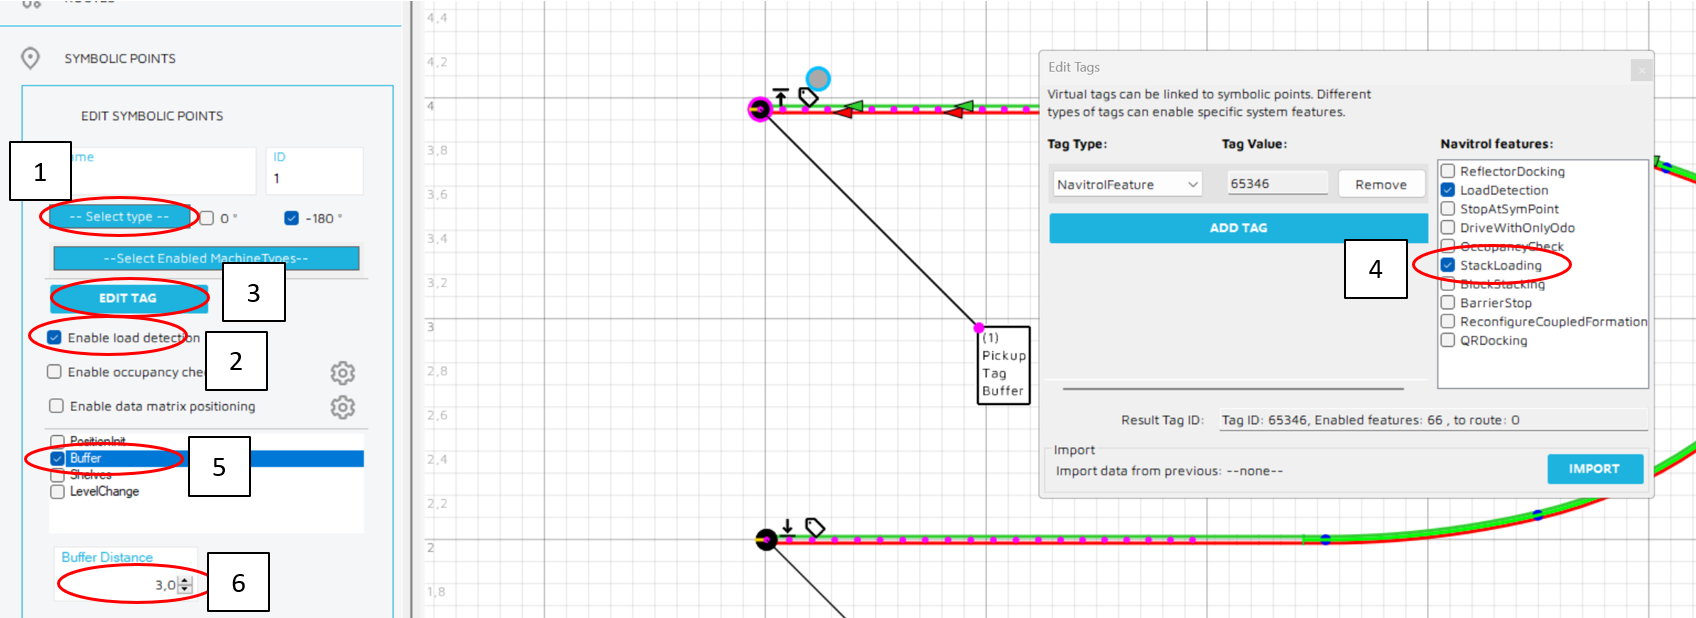 SYMBOLIC POINTS
EDIT SYMBOLIC POINTS
1
ID
1
-- Select type --
0 °
-180 °
--Select Enabled MachineTypes--
3
EDIT TAG
Enable load detection
2
Enable occupancy
Enable data matrix positioning
PositionInit
Buffer
5
Shelves
LevelChange
Buffer Distance
3,0
6
4,4
4,2
4
3,8
3,6
3,4
3,2
3
2,8
2,6
2,4
2,2
2
1,8
(1)
Pickup
Tag
Buffer
Edit Tags
Virtual tags can be linked to symbolic points. Different
types of tags can enable specific system features.
Tag Type:
Tag Value:
Navitrol features:
NavitrolFeature
65346
Remove
ADD TAG
4
ReflectorDocking
LoadDetection
StopAtSymPoint
DriveWithOnlyOdo
OccupancyCheck
StackLoading
BlockStacking
BarrierStop
ReconfigureCoupledFormation
QRDocking
Result Tag ID:
Tag ID: 65346, Enabled features: 66 , to route: 0
Import
Import data from previous: --none--
IMPORT